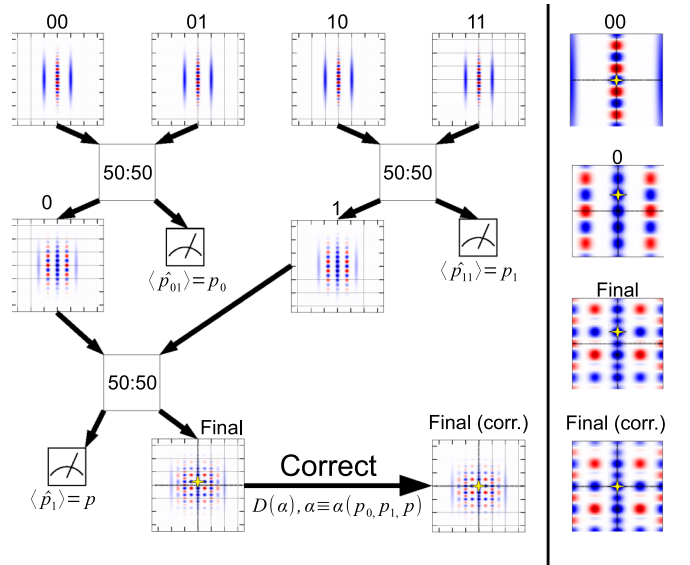 00 01 10 11 00
50:50 50:50
0 1 0
⟨p̂₀₁⟩=p₀ ⟨p̂₁₁⟩=p₁
50:50 Final
Final Final (corr.) Final (corr.)
Correct
⟨p̂₁⟩=p D(α), α≡α(p₀, p₁, p)